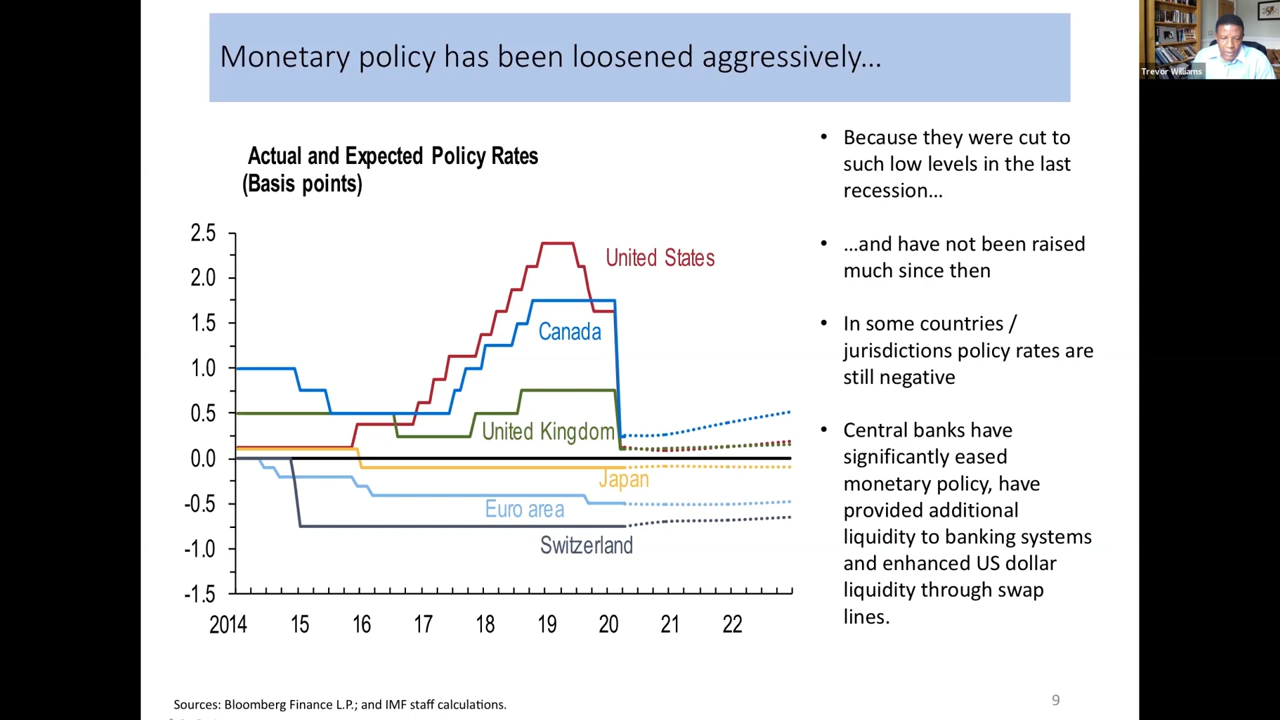 Monetary policy has been loosened aggressively…
Trevor Williams
Actual and Expected Policy Rates
(Basis points)
2.5
2.0
1.5
1.0
0.5
0.0
-0.5
-1.0
-1.5
United States
Canada
United Kingdom
Japan
Euro area
Switzerland
2014 15 16 17 18 19 20 21 22
• Because they were cut to
such low levels in the last
recession…
• …and have not been raised
much since then
• In some countries /
jurisdictions policy rates are
still negative
• Central banks have
significantly eased
monetary policy, have
provided additional
liquidity to banking systems
and enhanced US dollar
liquidity through swap
lines.
Sources: Bloomberg Finance L.P.; and IMF staff calculations.
9